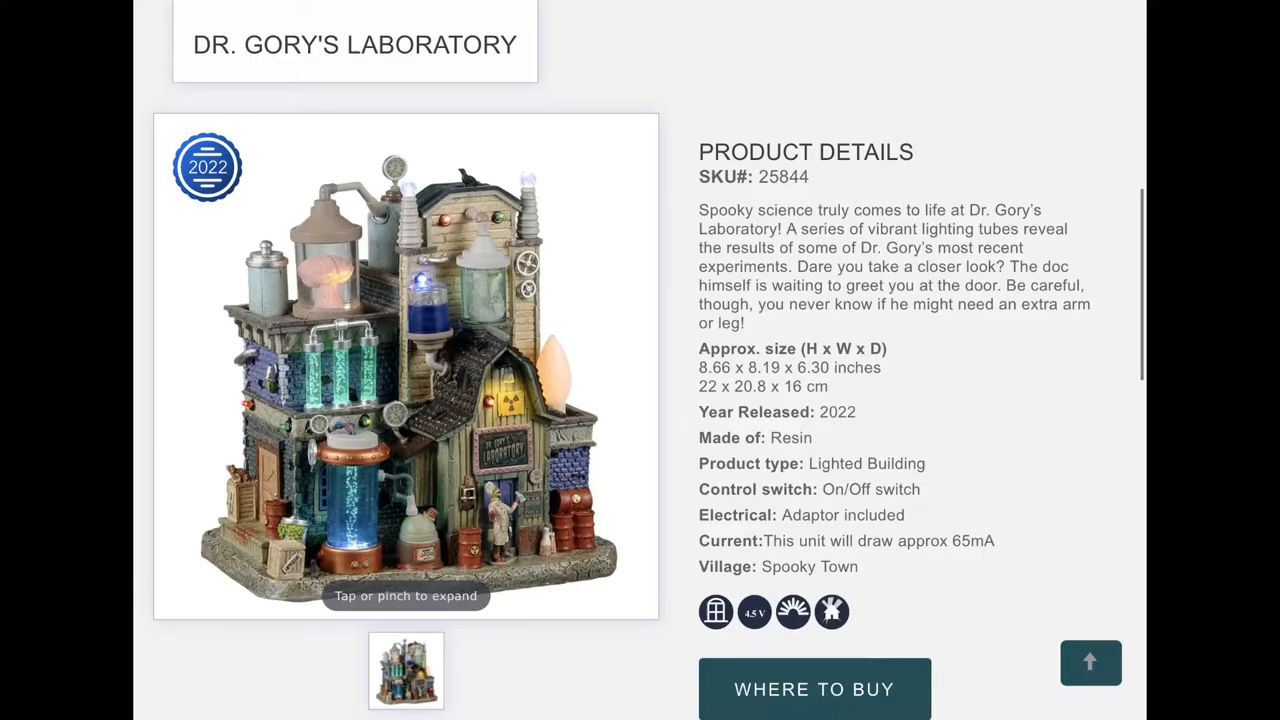 DR. GORY'S LABORATORY
2022
DR. GORY'S
LABORATORY
Tap or pinch to expand
PRODUCT DETAILS
SKU#: 25844
Spooky science truly comes to life at Dr. Gory’s
Laboratory! A series of vibrant lighting tubes reveal
the results of some of Dr. Gory’s most recent
experiments. Dare you take a closer look? The doc
himself is waiting to greet you at the door. Be careful,
though, you never know if he might need an extra arm
or leg!
Approx. size (H x W x D)
8.66 x 8.19 x 6.30 inches
22 x 20.8 x 16 cm
Year Released: 2022
Made of: Resin
Product type: Lighted Building
Control switch: On/Off switch
Electrical: Adaptor included
Current:This unit will draw approx 65mA
Village: Spooky Town
4.5 V
WHERE TO BUY